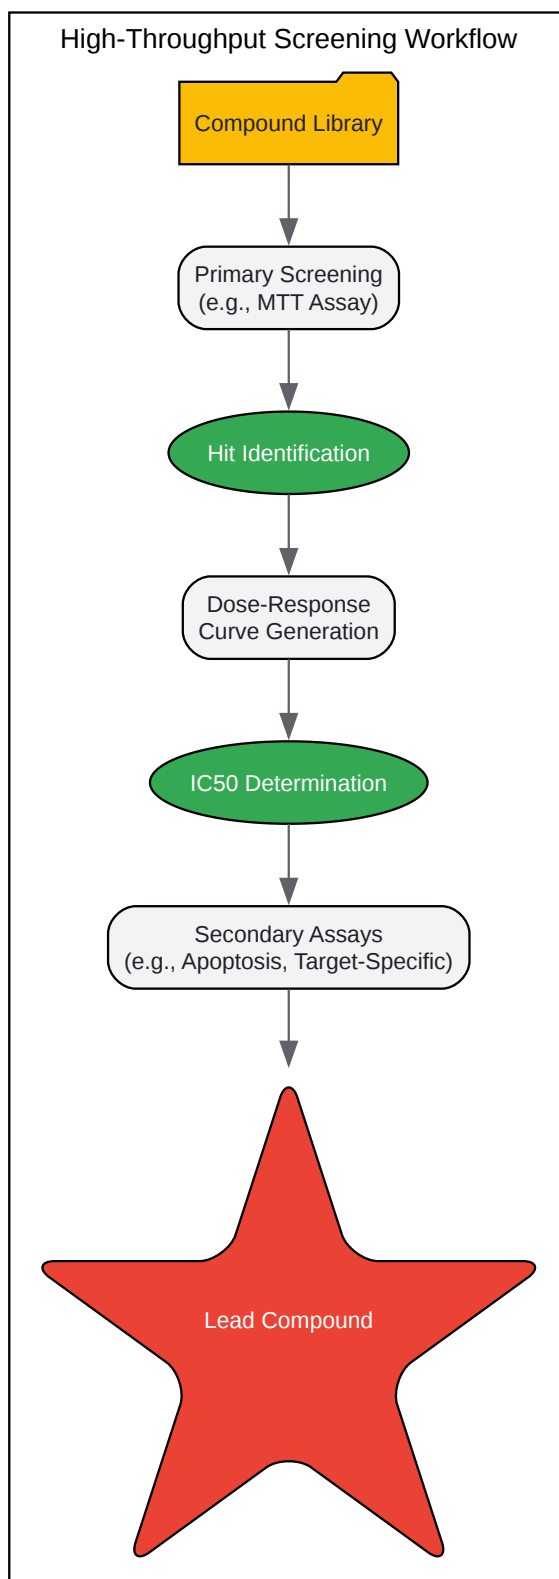 High-Throughput Screening Workflow
Compound Library
Primary Screening
(e.g., MTT Assay)
Hit Identification
Dose-Response
Curve Generation
IC50 Determination
Secondary Assays
(e.g., Apoptosis, Target-Specific)
Lead Compound